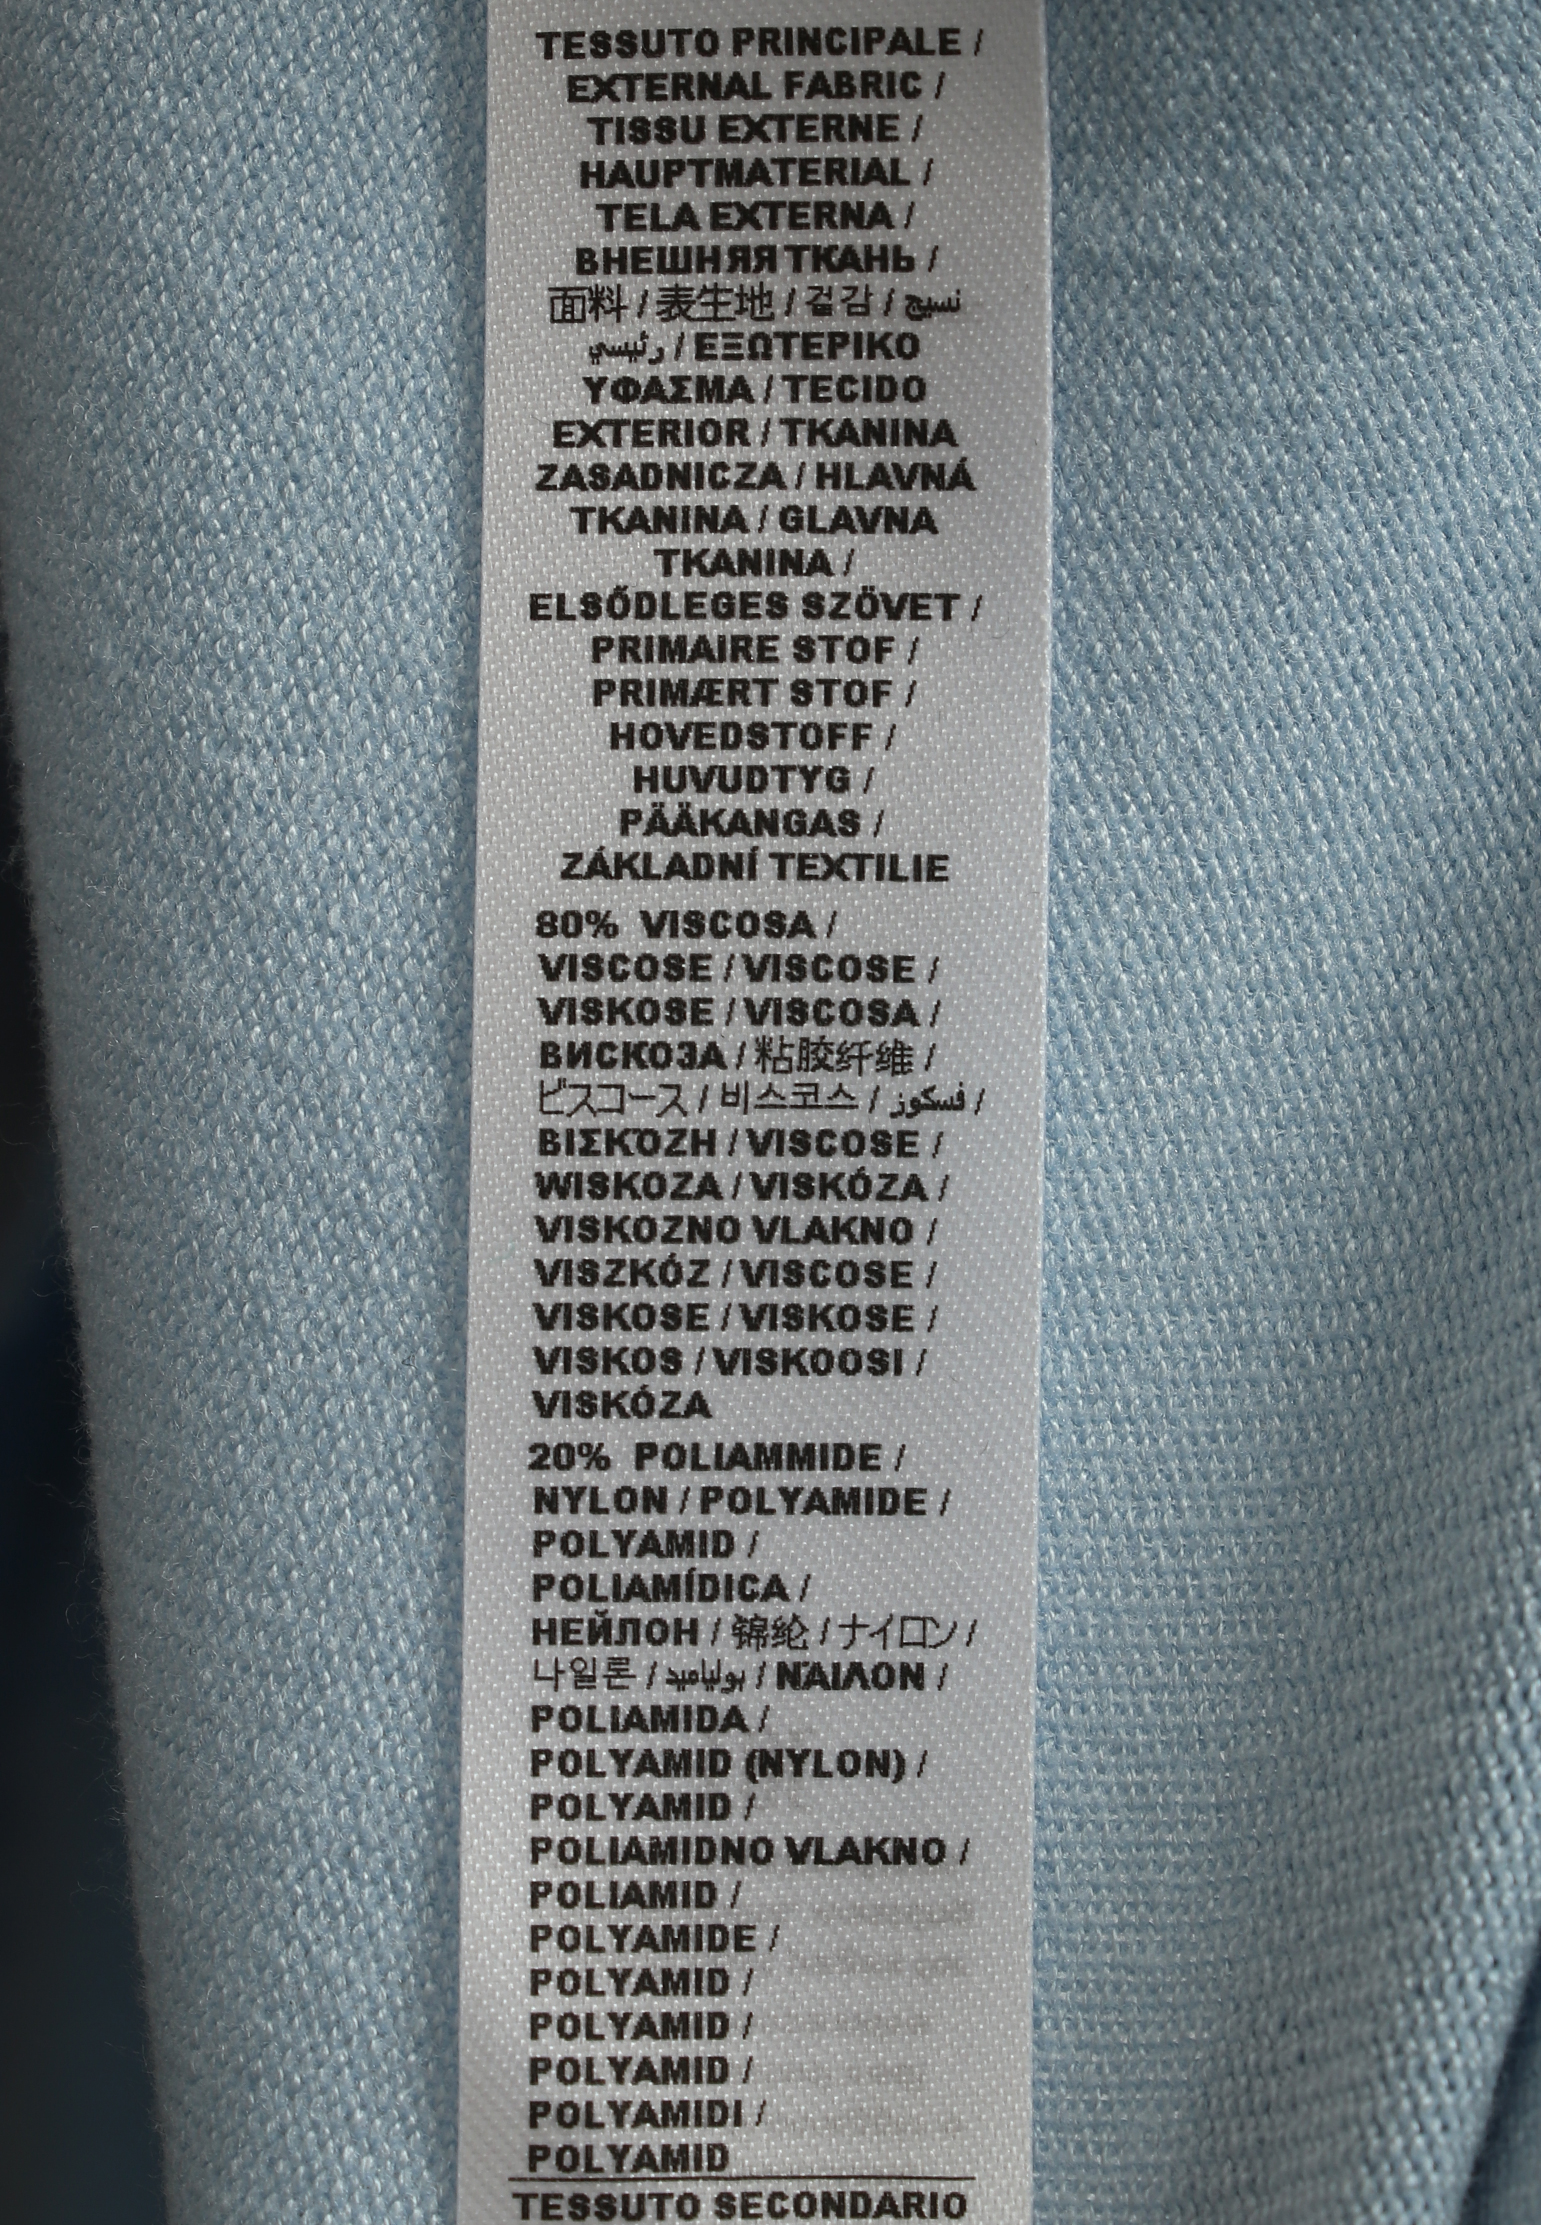 TESSUTO PRINCIPALE /
EXTERNAL FABRIC /
TISSU EXTERNE /
HAUPTMATERIAL /
TELA EXTERNA /
ВНЕШНЯЯ ТКАНЬ /
面料 / 表生地 / 겉감 / نسيج
رئيسي / ΕΞΩΤΕΡΙΚΟ
ΥΦΑΣΜΑ / TECIDO
EXTERIOR / TKANINA
ZASADNICZA / HLAVNÁ
TKANINA / GLAVNA
TKANINA /
ELSŐDLEGES SZÖVET /
PRIMAIRE STOF /
PRIMÆRT STOF /
HOVEDSTOFF /
HUVUDTYG /
PÄÄKANGAS /
ZÁKLADNÍ TEXTILIE
80% VISCOSA /
VISCOSE / VISCOSE /
VISKOSE / VISCOSA /
ВИСКОЗА / 粘胶纤维 /
ビスコース / 비스코스 / فسكوز /
ΒΙΣΚΌΖΗ / VISCOSE /
WISKOZA / VISKÓZA /
VISKOZNO VLAKNO /
VISZKÓZ / VISCOSE /
VISKOSE / VISKOSE /
VISKOS / VISKOOSI /
VISKÓZA
20% POLIAMMIDE /
NYLON / POLYAMIDE /
POLYAMID /
POLIAMÍDICA /
НЕЙЛОН / 锦纶 / ナイロン /
나일론 / بولياميد / ΝΆΙΛΟΝ /
POLIAMIDA /
POLYAMID (NYLON) /
POLYAMID /
POLIAMIDNO VLAKNO /
POLIAMID /
POLYAMIDE /
POLYAMID /
POLYAMID /
POLYAMID /
POLYAMIDI /
POLYAMID
TESSUTO SECONDARIO